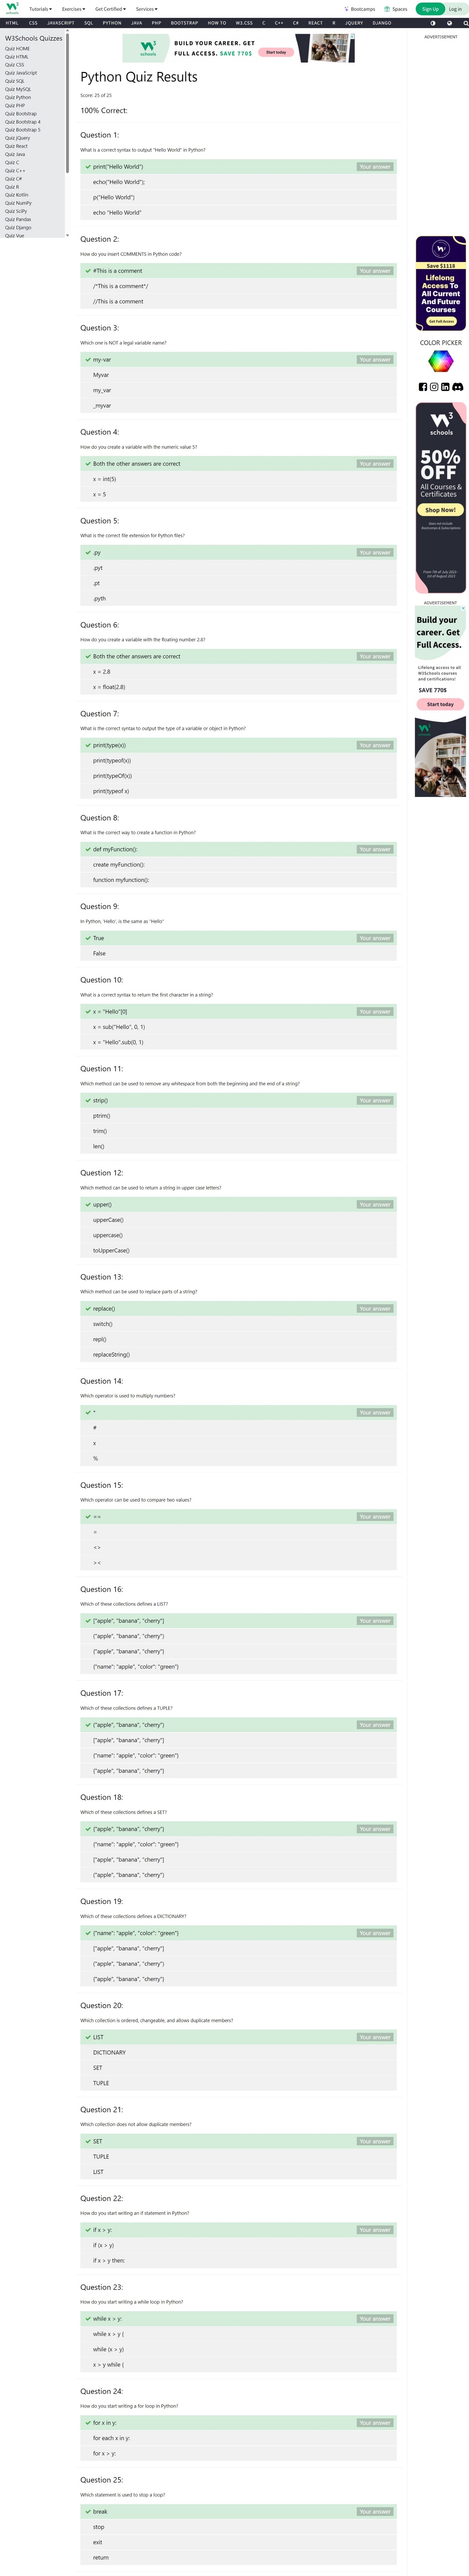 W3 schools Tutorials Exercises Get Certified Services Bootcamps Spaces Sign Up Log in
HTML CSS JAVASCRIPT SQL PYTHON JAVA PHP BOOTSTRAP HOW TO W3.CSS C C++ C# REACT R JQUERY DJANGO
W3Schools Quizzes
Quiz HOME
Quiz HTML
Quiz CSS
Quiz JavaScript
Quiz SQL
Quiz MySQL
Quiz Python
Quiz PHP
Quiz Bootstrap
Quiz Bootstrap 4
Quiz Bootstrap 5
Quiz jQuery
Quiz React
Quiz Java
Quiz C
Quiz C++
Quiz C#
Quiz R
Quiz Kotlin
Quiz NumPy
Quiz SciPy
Quiz Pandas
Quiz Django
Quiz Vue
W3 schools
BUILD YOUR CAREER. GET
FULL ACCESS. SAVE 770$
Start today
Python Quiz Results
Score: 25 of 25
100% Correct:
Question 1:
What is a correct syntax to output "Hello World" in Python?
print("Hello World") Your answer
echo("Hello World");
p("Hello World")
echo "Hello World"
Question 2:
How do you insert COMMENTS in Python code?
#This is a comment Your answer
/*This is a comment*/
//This is a comment
Question 3:
Which one is NOT a legal variable name?
my-var Your answer
Myvar
my_var
_myvar
Question 4:
How do you create a variable with the numeric value 5?
Both the other answers are correct Your answer
x = int(5)
x = 5
Question 5:
What is the correct file extension for Python files?
.py Your answer
.pyt
.pt
.pyth
Question 6:
How do you create a variable with the floating number 2.8?
Both the other answers are correct Your answer
x = 2.8
x = float(2.8)
Question 7:
What is the correct syntax to output the type of a variable or object in Python?
print(type(x)) Your answer
print(typeof(x))
print(typeOf(x))
print(typeof x)
Question 8:
What is the correct way to create a function in Python?
def myFunction(): Your answer
create myFunction():
function myfunction():
Question 9:
In Python, 'Hello', is the same as "Hello"
True Your answer
False
Question 10:
What is a correct syntax to return the first character in a string?
x = "Hello"[0] Your answer
x = sub("Hello", 0, 1)
x = "Hello".sub(0, 1)
Question 11:
Which method can be used to remove any whitespace from both the beginning and the end of a string?
strip() Your answer
ptrim()
trim()
len()
Question 12:
Which method can be used to return a string in upper case letters?
upper() Your answer
upperCase()
uppercase()
toUpperCase()
Question 13:
Which method can be used to replace parts of a string?
replace() Your answer
switch()
repl()
replaceString()
Question 14:
Which operator is used to multiply numbers?
* Your answer
#
x
%
Question 15:
Which operator can be used to compare two values?
== Your answer
=
<>
><
Question 16:
Which of these collections defines a LIST?
["apple", "banana", "cherry"] Your answer
("apple", "banana", "cherry")
{"apple", "banana", "cherry"}
{"name": "apple", "color": "green"}
Question 17:
Which of these collections defines a TUPLE?
("apple", "banana", "cherry") Your answer
["apple", "banana", "cherry"]
{"name": "apple", "color": "green"}
{"apple", "banana", "cherry"}
Question 18:
Which of these collections defines a SET?
{"apple", "banana", "cherry"} Your answer
{"name": "apple", "color": "green"}
["apple", "banana", "cherry"]
("apple", "banana", "cherry")
Question 19:
Which of these collections defines a DICTIONARY?
{"name": "apple", "color": "green"} Your answer
["apple", "banana", "cherry"]
("apple", "banana", "cherry")
{"apple", "banana", "cherry"}
Question 20:
Which collection is ordered, changeable, and allows duplicate members?
LIST Your answer
DICTIONARY
SET
TUPLE
Question 21:
Which collection does not allow duplicate members?
SET Your answer
TUPLE
LIST
Question 22:
How do you start writing an if statement in Python?
if x > y: Your answer
if (x > y)
if x > y then:
Question 23:
How do you start writing a while loop in Python?
while x > y: Your answer
while x > y {
while (x > y)
x > y while {
Question 24:
How do you start writing a for loop in Python?
for x in y: Your answer
for each x in y:
for x > y:
Question 25:
Which statement is used to stop a loop?
break Your answer
stop
exit
return
ADVERTISEMENT
Save $1118
Lifelong
Access To
All Current
And Future
Courses
Get Full Access
COLOR PICKER
W3
schools
50%
OFF
All Courses &
Certificates
Shop Now!
ADVERTISEMENT
Build your
career. Get
Full Access.
Lifelong access to all
W3Schools courses
and certifications!
SAVE 770$
Start today
W3 schools